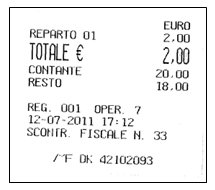 EURO
REPARTO 01 2,00
TOTALE € 2,00
CONTANTE 20,00
RESTO 18,00
REG. 001 OPER. 7
12-07-2011 17:12
SCONTR. FISCALE N. 33
DK 42102093